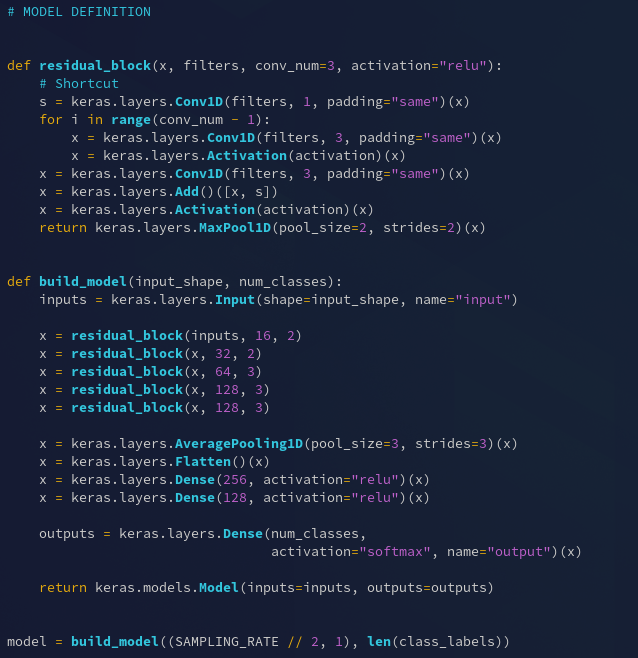 # MODEL DEFINITION
def residual_block(x, filters, conv_num=3, activation="relu"):
    # Shortcut
    s = keras.layers.Conv1D(filters, 1, padding="same")(x)
    for i in range(conv_num - 1):
        x = keras.layers.Conv1D(filters, 3, padding="same")(x)
        x = keras.layers.Activation(activation)(x)
    x = keras.layers.Conv1D(filters, 3, padding="same")(x)
    x = keras.layers.Add()([x, s])
    x = keras.layers.Activation(activation)(x)
    return keras.layers.MaxPool1D(pool_size=2, strides=2)(x)
def build_model(input_shape, num_classes):
    inputs = keras.layers.Input(shape=input_shape, name="input")
    x = residual_block(inputs, 16, 2)
    x = residual_block(x, 32, 2)
    x = residual_block(x, 64, 3)
    x = residual_block(x, 128, 3)
    x = residual_block(x, 128, 3)
    x = keras.layers.AveragePooling1D(pool_size=3, strides=3)(x)
    x = keras.layers.Flatten()(x)
    x = keras.layers.Dense(256, activation="relu")(x)
    x = keras.layers.Dense(128, activation="relu")(x)
    outputs = keras.layers.Dense(num_classes,
                                 activation="softmax", name="output")(x)
    return keras.models.Model(inputs=inputs, outputs=outputs)
model = build_model((SAMPLING_RATE // 2, 1), len(class_labels))